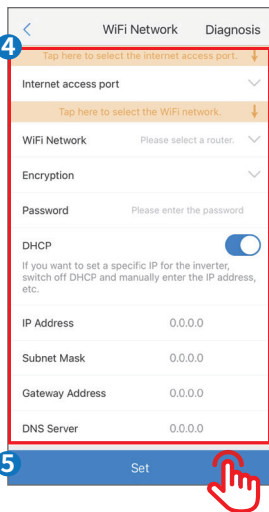 WiFi Network Diagnosis
4
Tap here to select the internet access port.
Internet access port
Tap here to select the WiFi network.
WiFi Network Please select a router.
Encryption
Password Please enter the password
DHCP
If you want to set a specific IP for the inverter,
switch off DHCP and manually enter the IP address,
etc.
IP Address 0.0.0.0
Subnet Mask 0.0.0.0
Gateway Address 0.0.0.0
DNS Server 0.0.0.0
5
Set